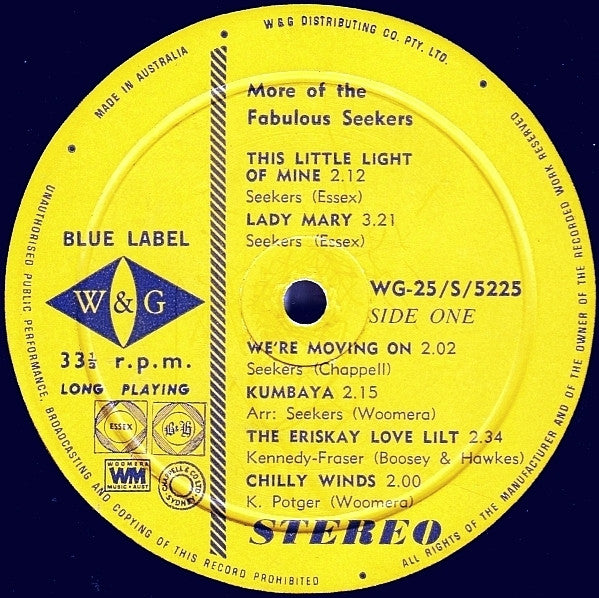 W & G DISTRIBUTING CO. PTY. LTD.
MADE IN AUSTRALIA
More of the
Fabulous Seekers
THIS LITTLE LIGHT
OF MINE 2.12
Seekers (Essex)
LADY MARY 3.21
Seekers (Essex)
BLUE LABEL
W & G
33⅓ r.p.m.
LONG PLAYING
WG-25/S/5225
SIDE ONE
WE'RE MOVING ON 2.02
Seekers (Chappell)
KUMBAYA 2.15
Arr: Seekers (Woomera)
THE ERISKAY LOVE LILT 2.34
Kennedy-Fraser (Boosey & Hawkes)
CHILLY WINDS 2.00
K. Potger (Woomera)
STEREO
ESSEX
B&H
WOOMERA
WM
MUSIC • AUST
CHAPPELL & CO LTD
SYDNEY
UNAUTHORISED PUBLIC PERFORMANCE, BROADCASTING AND COPYING OF THIS RECORD PROHIBITED
ALL RIGHTS OF THE MANUFACTURER AND OF THE OWNER OF THE RECORDED WORK RESERVED